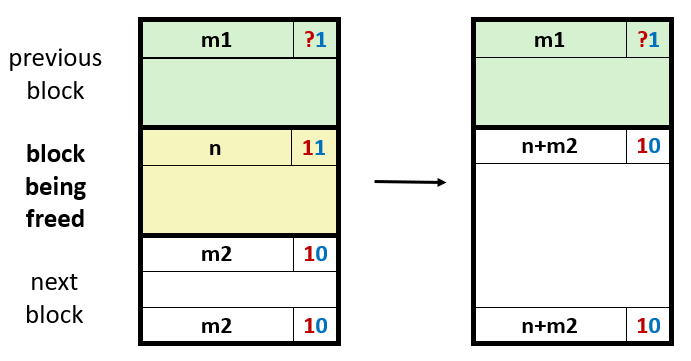 previous
block
m1 ?1
block
being
freed
n 11
next
block
m2 10
m2 10
m1 ?1
n+m2 10
n+m2 10